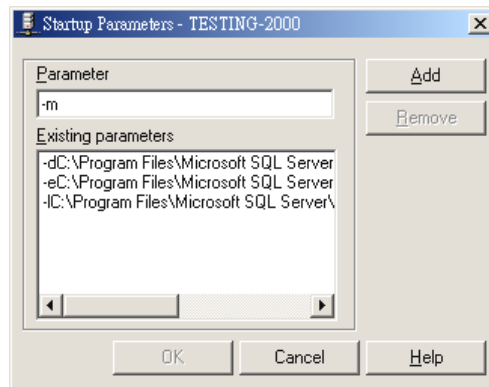 Startup Parameters - TESTING-2000
Parameter
-m
Add
Remove
Existing parameters
-dC:\Program Files\Microsoft SQL Server
-eC:\Program Files\Microsoft SQL Server
-lC:\Program Files\Microsoft SQL Server\
OK
Cancel
Help